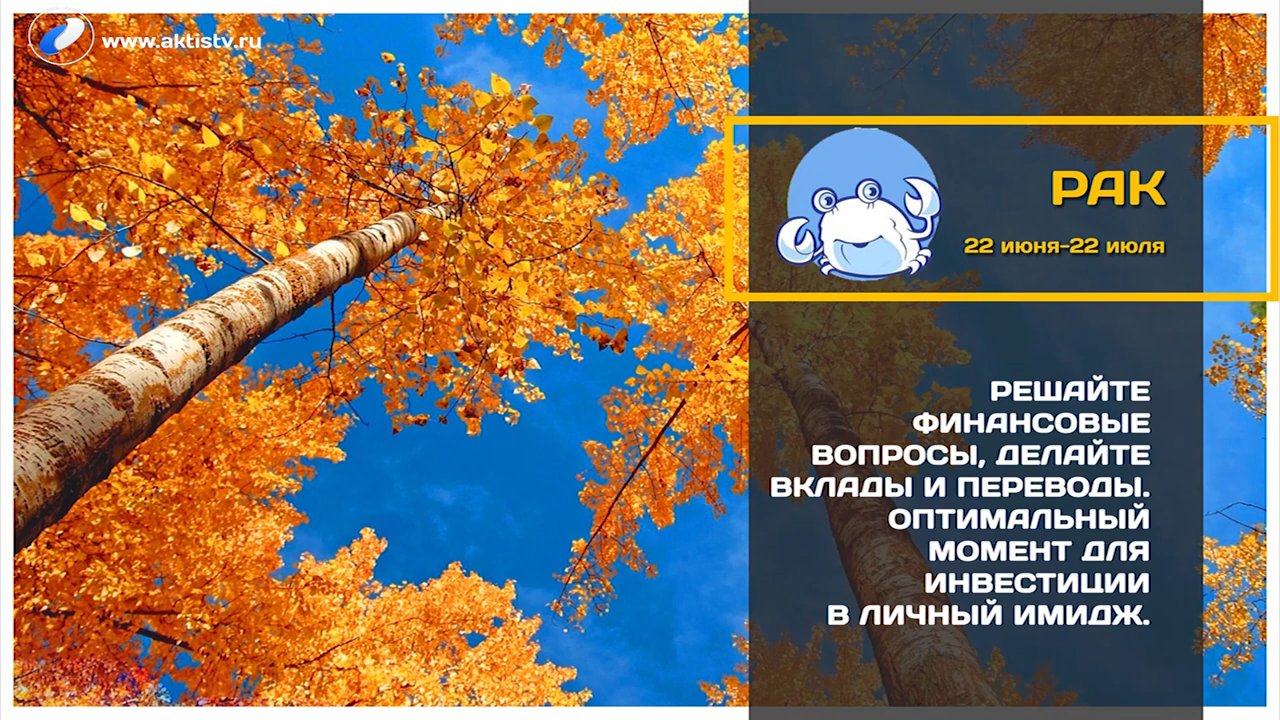 www.aktistv.ru
РАК
22 июня-22 июля
РЕШАЙТЕ
ФИНАНСОВЫЕ
ВОПРОСЫ, ДЕЛАЙТЕ
ВКЛАДЫ И ПЕРЕВОДЫ.
ОПТИМАЛЬНЫЙ
МОМЕНТ ДЛЯ
ИНВЕСТИЦИИ
В ЛИЧНЫЙ ИМИДЖ.